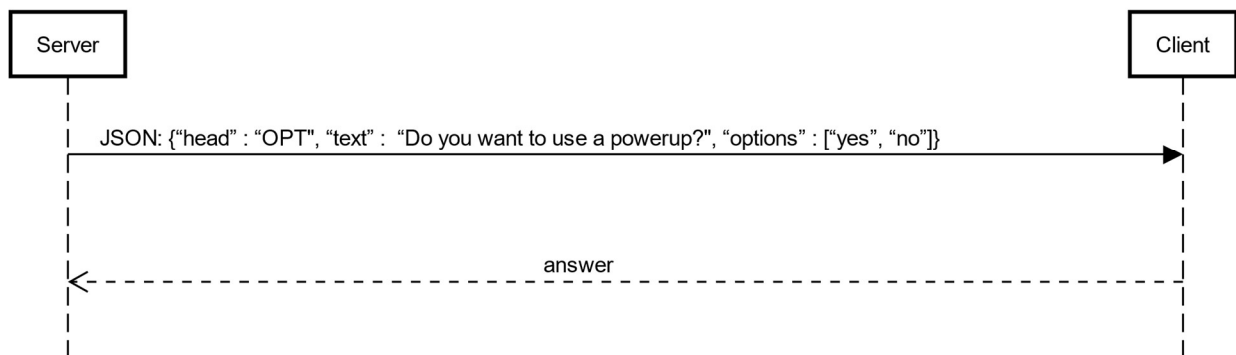 Server
Client
JSON: {“head” : “OPT", “text” :  “Do you want to use a powerup?", “options” : [“yes”, “no”]}
answer